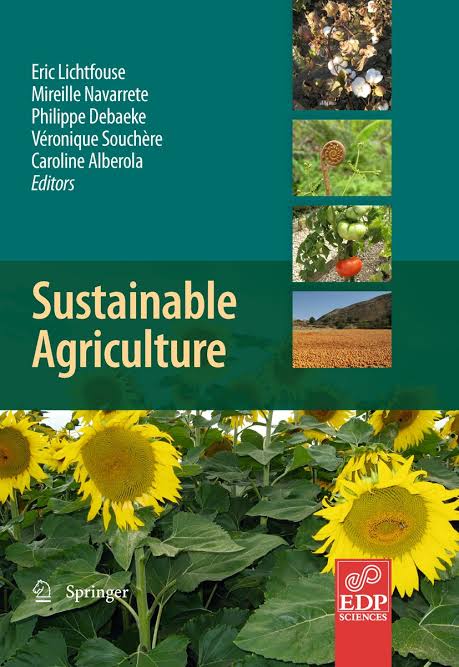 Eric Lichtfouse
Mireille Navarrete
Philippe Debaeke
Véronique Souchère
Caroline Alberola
Editors
Sustainable
Agriculture
Springer
EDP
SCIENCES